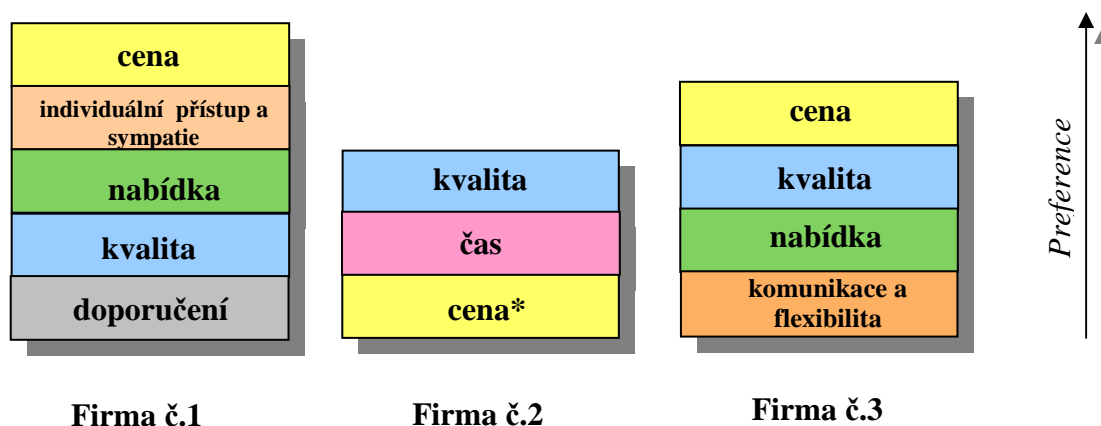 cena
individuální přístup a
sympatie
nabídka
kvalita
doporučení
Firma č.1
kvalita
čas
cena*
Firma č.2
cena
kvalita
nabídka
komunikace a
flexibilita
Firma č.3
Preference